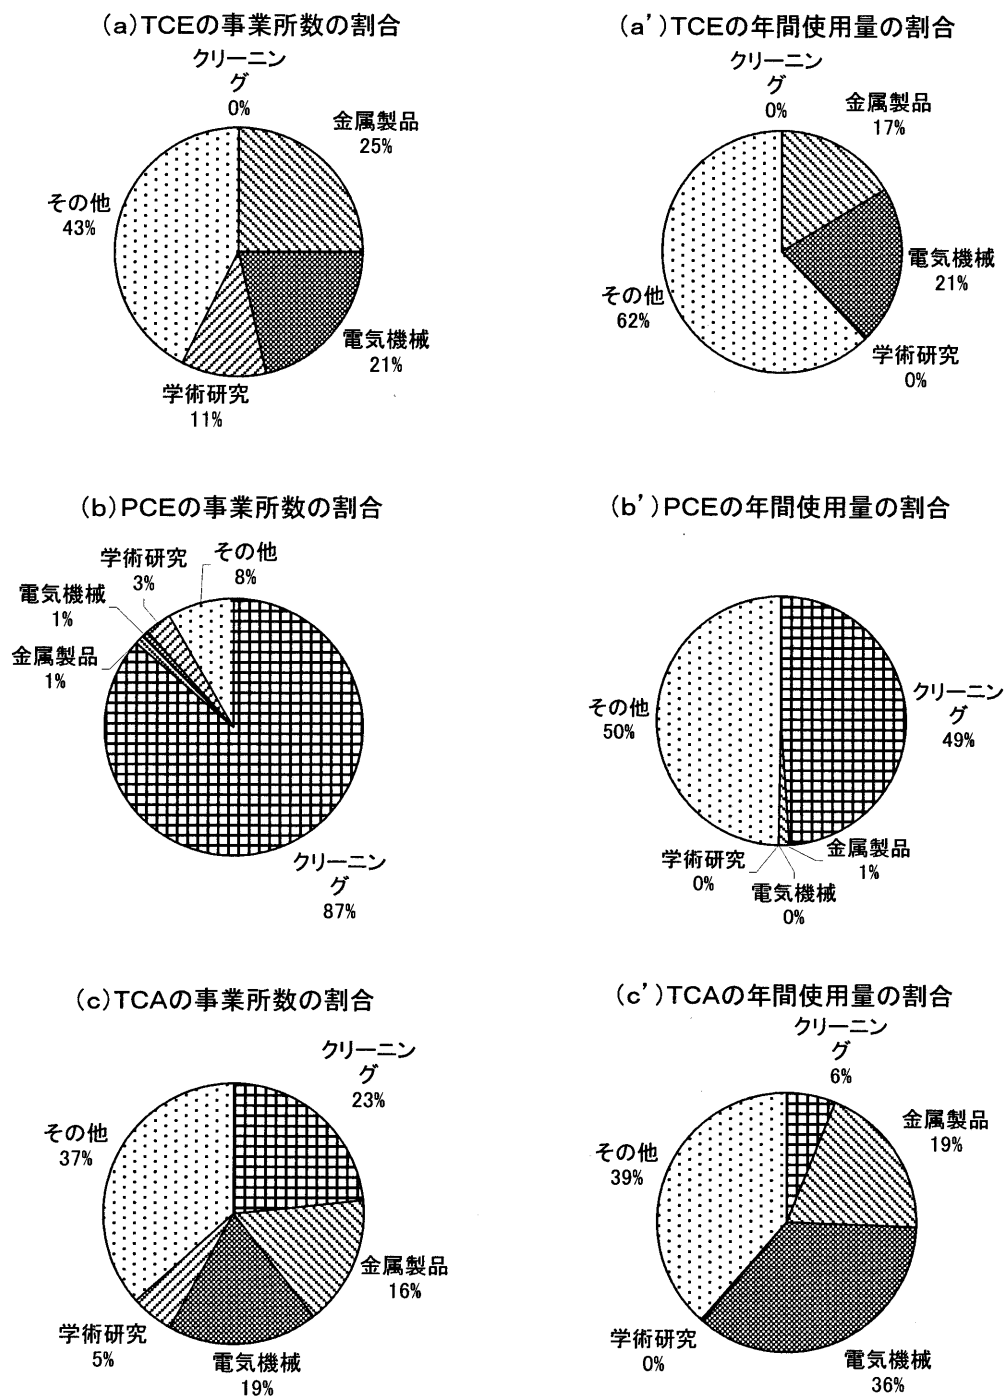 (a)TCEの事業所数の割合
クリーニン
グ
0%
金属製品
25%
その他
43%
電気機械
21%
学術研究
11%
(a')TCEの年間使用量の割合
クリーニン
グ
0%
金属製品
17%
電気機械
21%
その他
62%
学術研究
0%
(b)PCEの事業所数の割合
学術研究
3%
その他
8%
電気機械
1%
金属製品
1%
クリーニン
グ
87%
(b')PCEの年間使用量の割合
その他
50%
クリーニン
グ
49%
学術研究
0%
金属製品
1%
電気機械
0%
(c)TCAの事業所数の割合
クリーニン
グ
23%
その他
37%
金属製品
16%
学術研究
5%
電気機械
19%
(c')TCAの年間使用量の割合
クリーニン
グ
6%
金属製品
19%
その他
39%
学術研究
0%
電気機械
36%